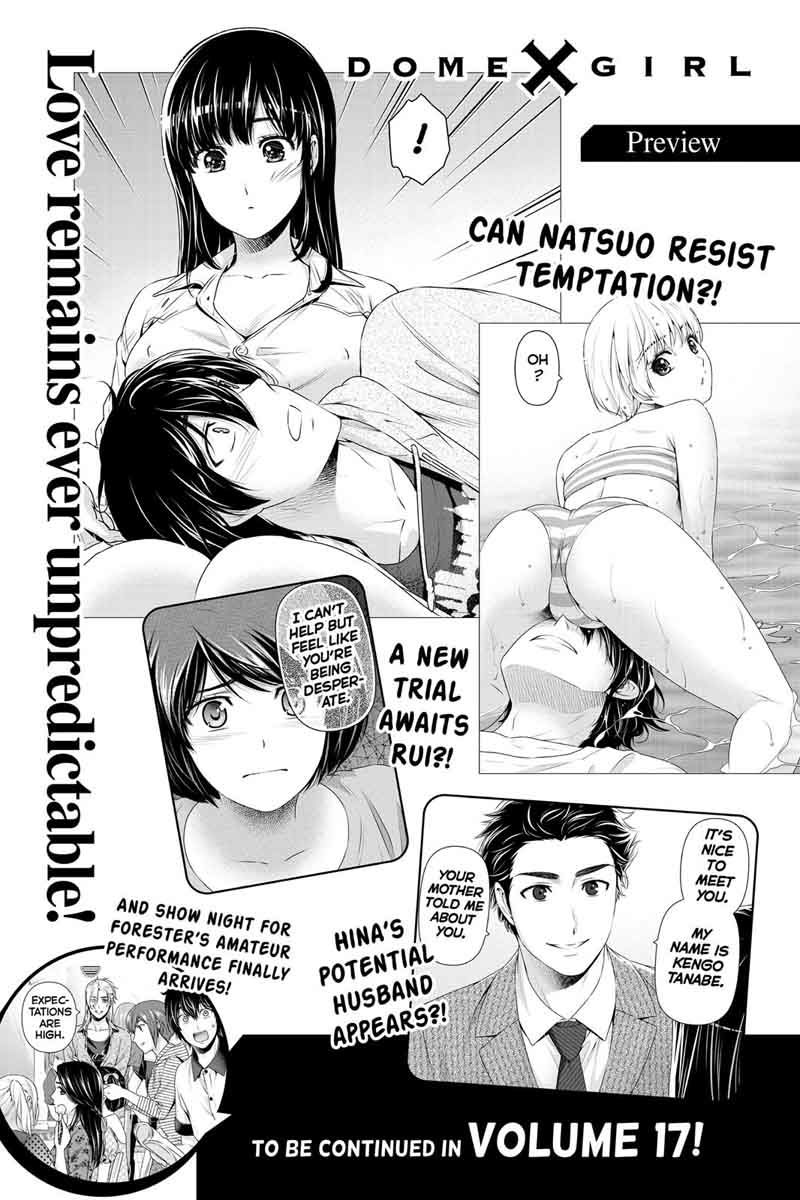 DOME X GIRL
Preview
Love remains ever unpredictable!
!
CAN NATSUO RESIST
TEMPTATION?!
OH
?
I CAN'T
HELP BUT
FEEL LIKE
YOU'RE
BEING
DESPER-
ATE.
A NEW
TRIAL
AWAITS
RUI?!
IT'S
NICE
TO
MEET
YOU.
MY
NAME IS
KENGO
TANABE.
YOUR
MOTHER
TOLD ME
ABOUT
YOU.
HINA'S
POTENTIAL
HUSBAND
APPEARS?!
AND SHOW NIGHT FOR
FORESTER'S AMATEUR
PERFORMANCE FINALLY
ARRIVES!
EXPEC-
TATIONS
ARE
HIGH.
TO BE CONTINUED IN VOLUME 17!